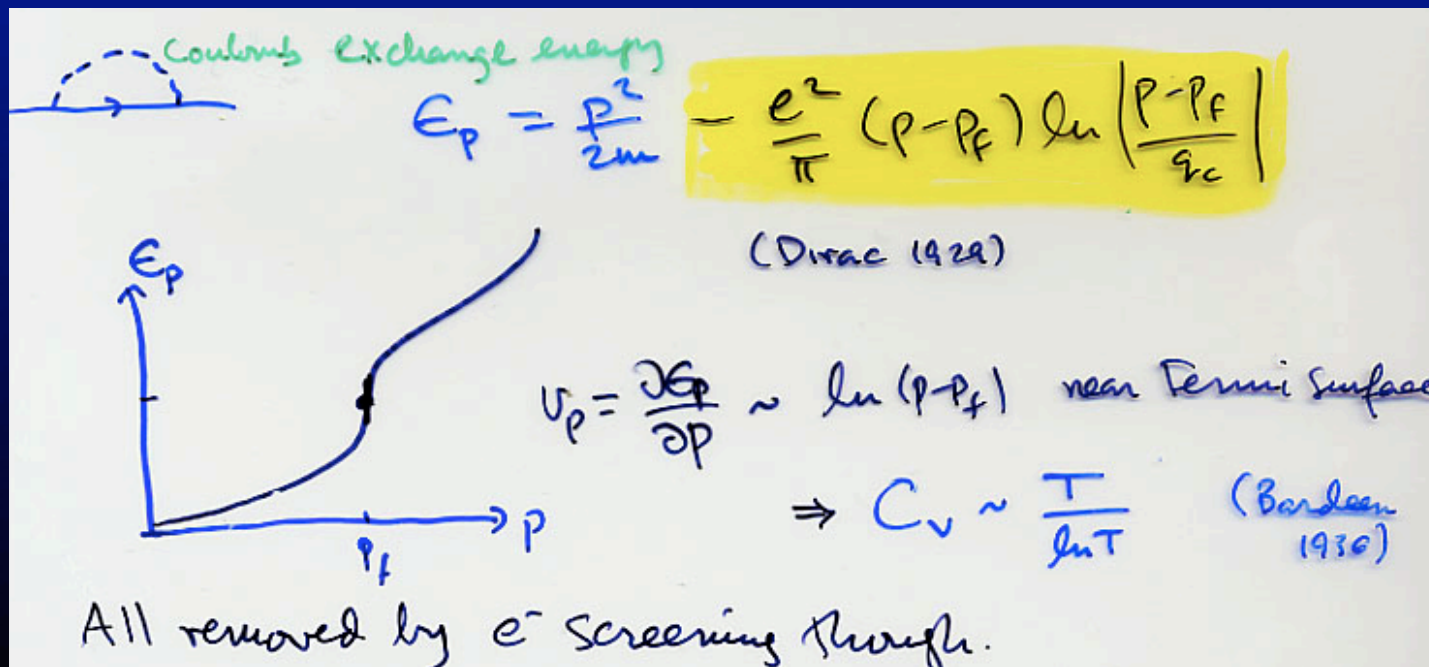 Coulomb exchange energy
ϵ_p = p²/2m − e²/π (p-p_f) ln |p-p_f / q_c|
(Dirac 1929)
ϵ_p
v_p = ∂ϵ_p/∂p ~ ln (p-p_f) near Fermi surface
⇒ C_v ~ T/ln T (Bardeen 1936)
p_f
p
All removed by e⁻ screening though.